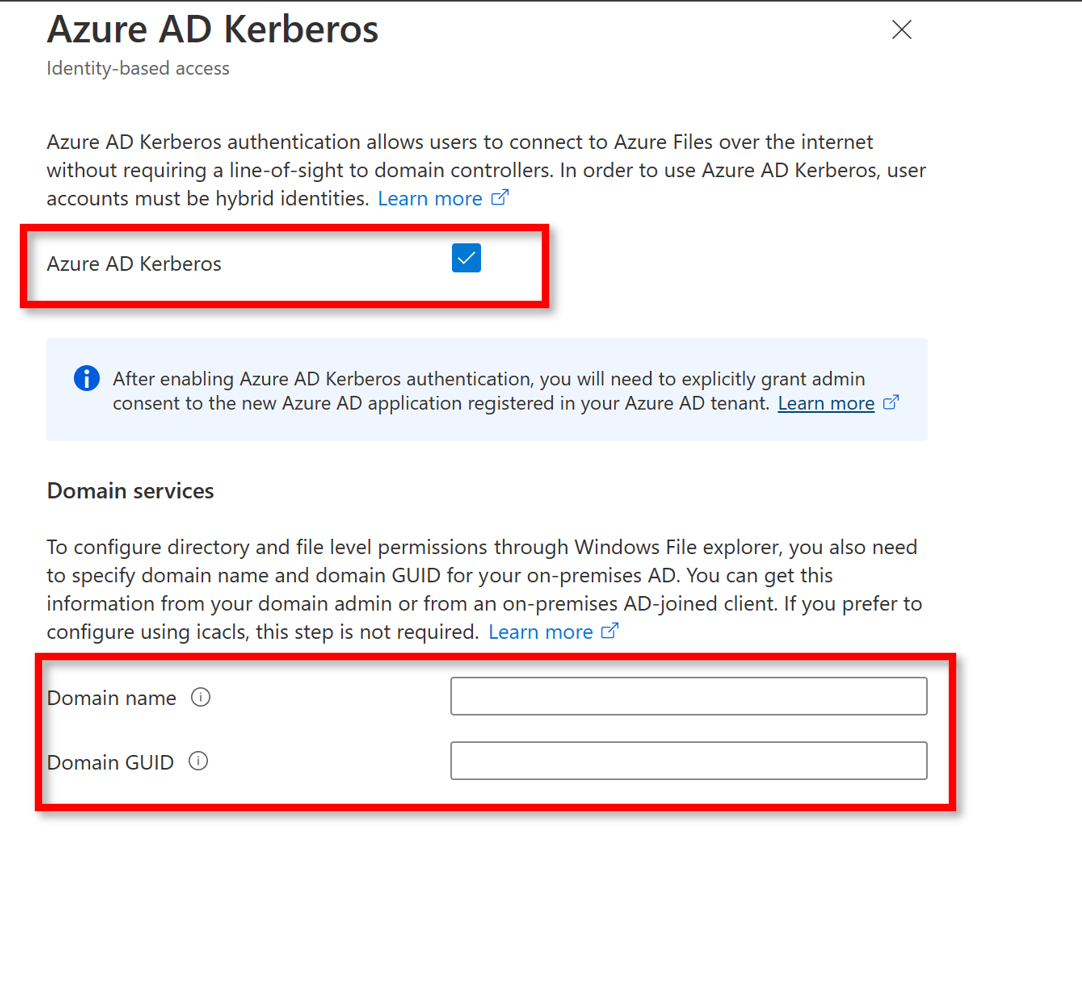 Azure AD Kerberos
Identity-based access
Azure AD Kerberos authentication allows users to connect to Azure Files over the internet
without requiring a line-of-sight to domain controllers. In order to use Azure AD Kerberos, user
accounts must be hybrid identities. Learn more
Azure AD Kerberos
After enabling Azure AD Kerberos authentication, you will need to explicitly grant admin
consent to the new Azure AD application registered in your Azure AD tenant. Learn more
Domain services
To configure directory and file level permissions through Windows File explorer, you also need
to specify domain name and domain GUID for your on-premises AD. You can get this
information from your domain admin or from an on-premises AD-joined client. If you prefer to
configure using icacls, this step is not required. Learn more
Domain name
Domain GUID